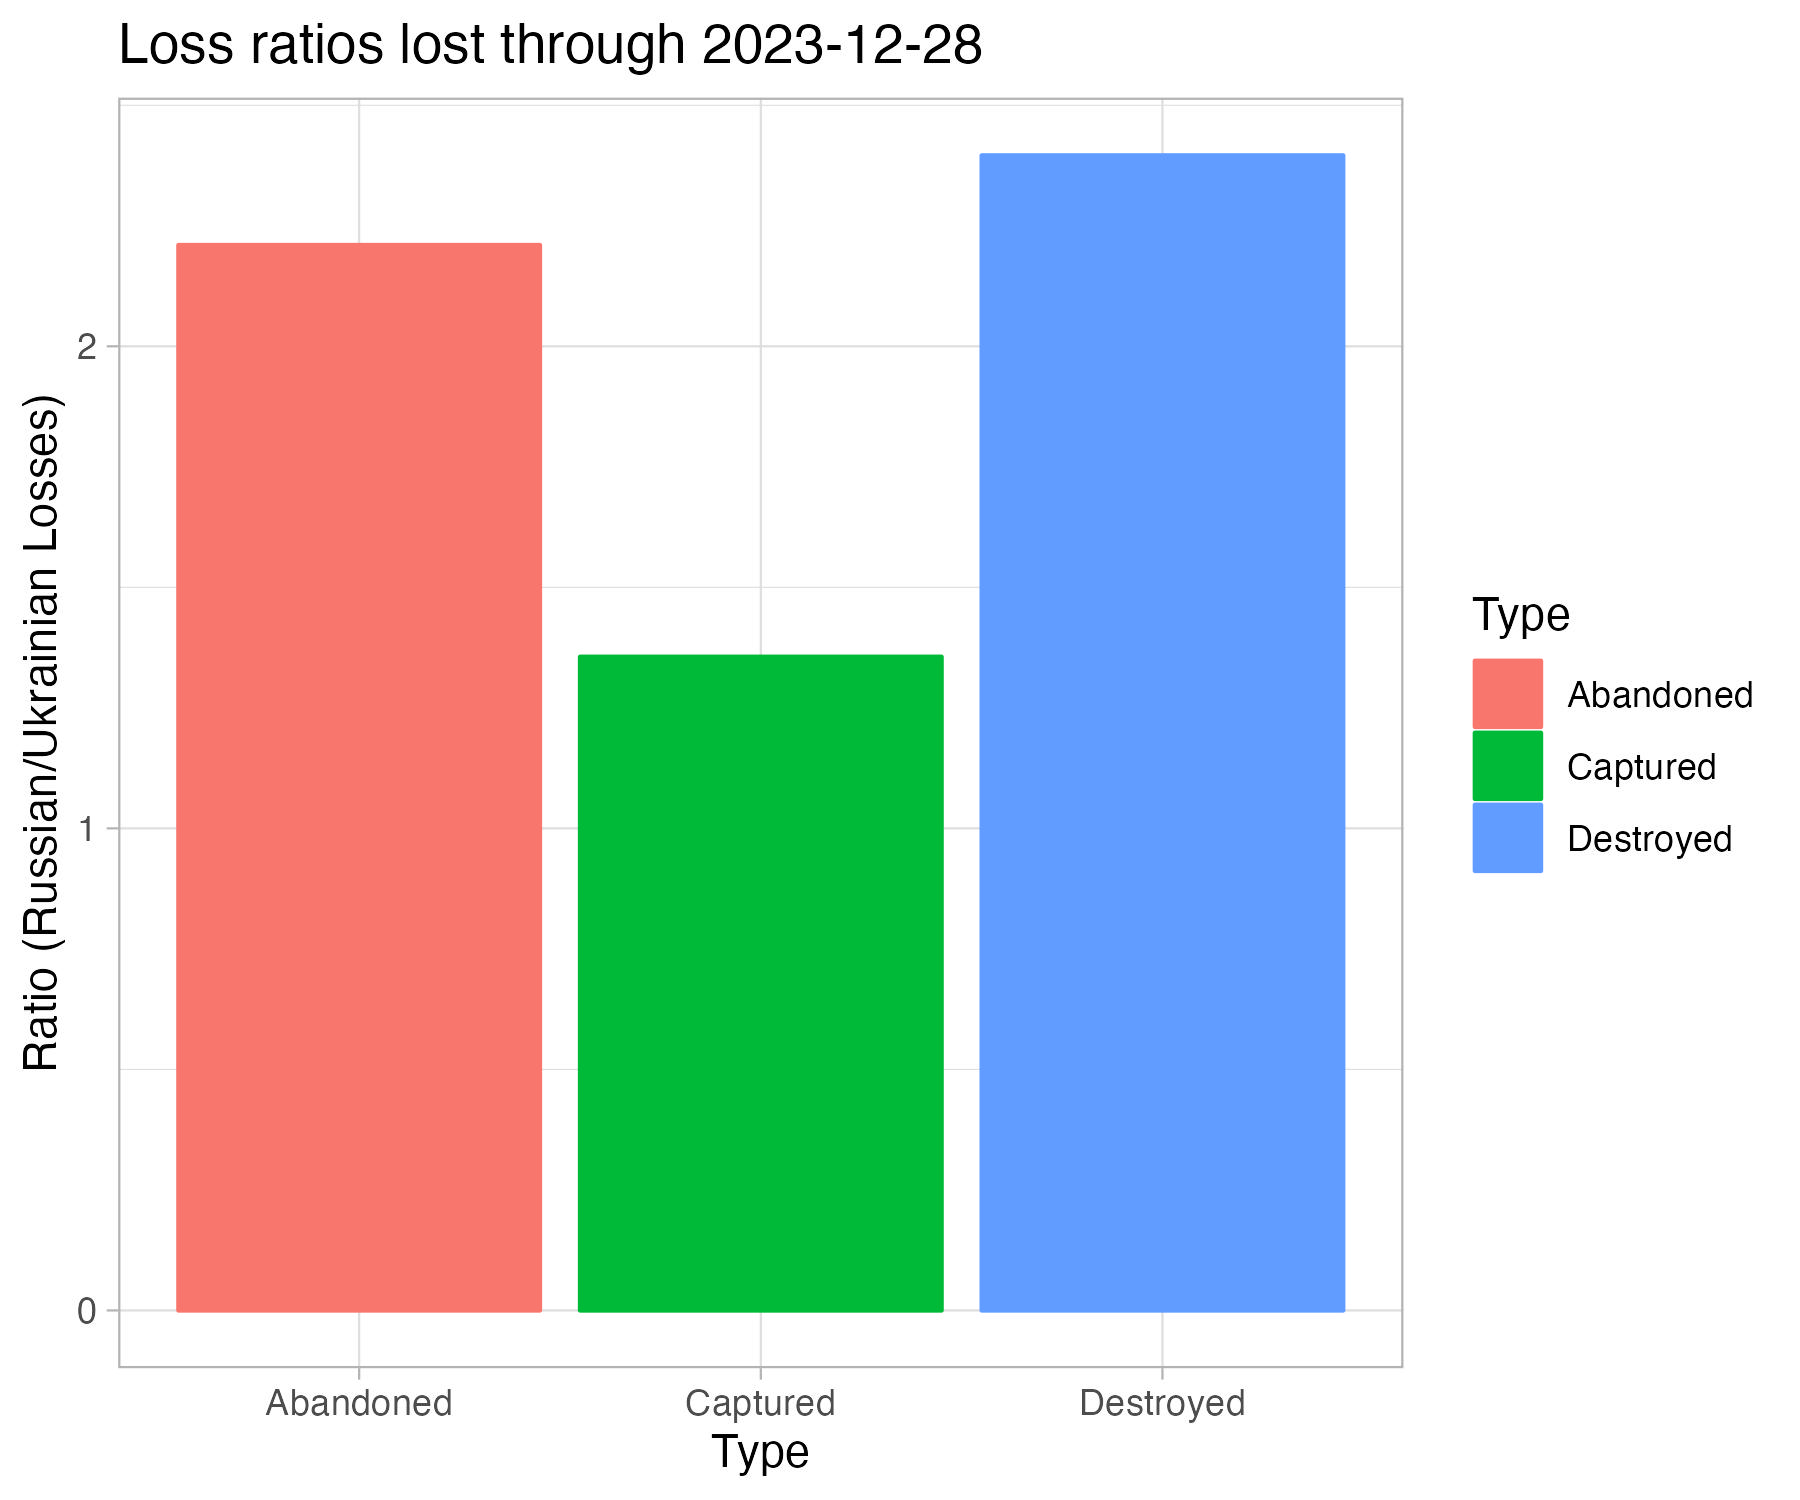 Loss ratios lost through 2023-12-28
Ratio (Russian/Ukrainian Losses)
2
1
0
Abandoned
Captured
Destroyed
Type
Type
Abandoned
Captured
Destroyed